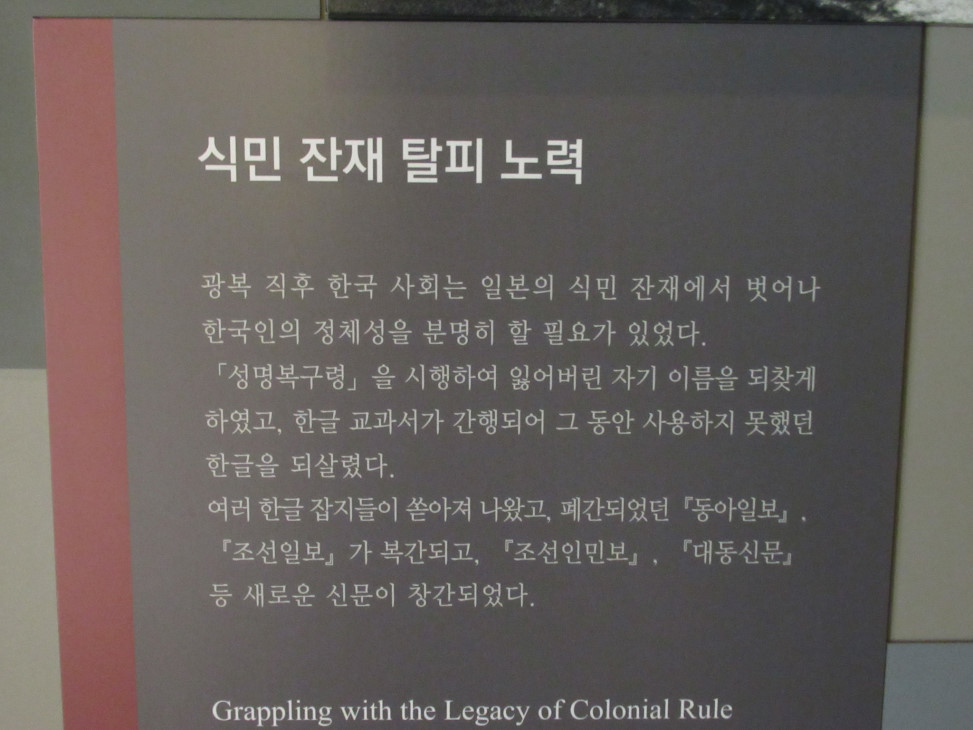 식민 잔재 탈피 노력
광복 직후 한국 사회는 일본의 식민 잔재에서 벗어나
한국인의 정체성을 분명히 할 필요가 있었다.
「성명복구령」을 시행하여 잃어버린 자기 이름을 되찾게
하였고, 한글 교과서가 간행되어 그 동안 사용하지 못했던
한글을 되살렸다.
여러 한글 잡지들이 쏟아져 나왔고, 폐간되었던 『동아일보』,
『조선일보』가 복간되고, 『조선인민보』, 『대동신문』
등 새로운 신문이 창간되었다.
Grappling with the Legacy of Colonial Rule